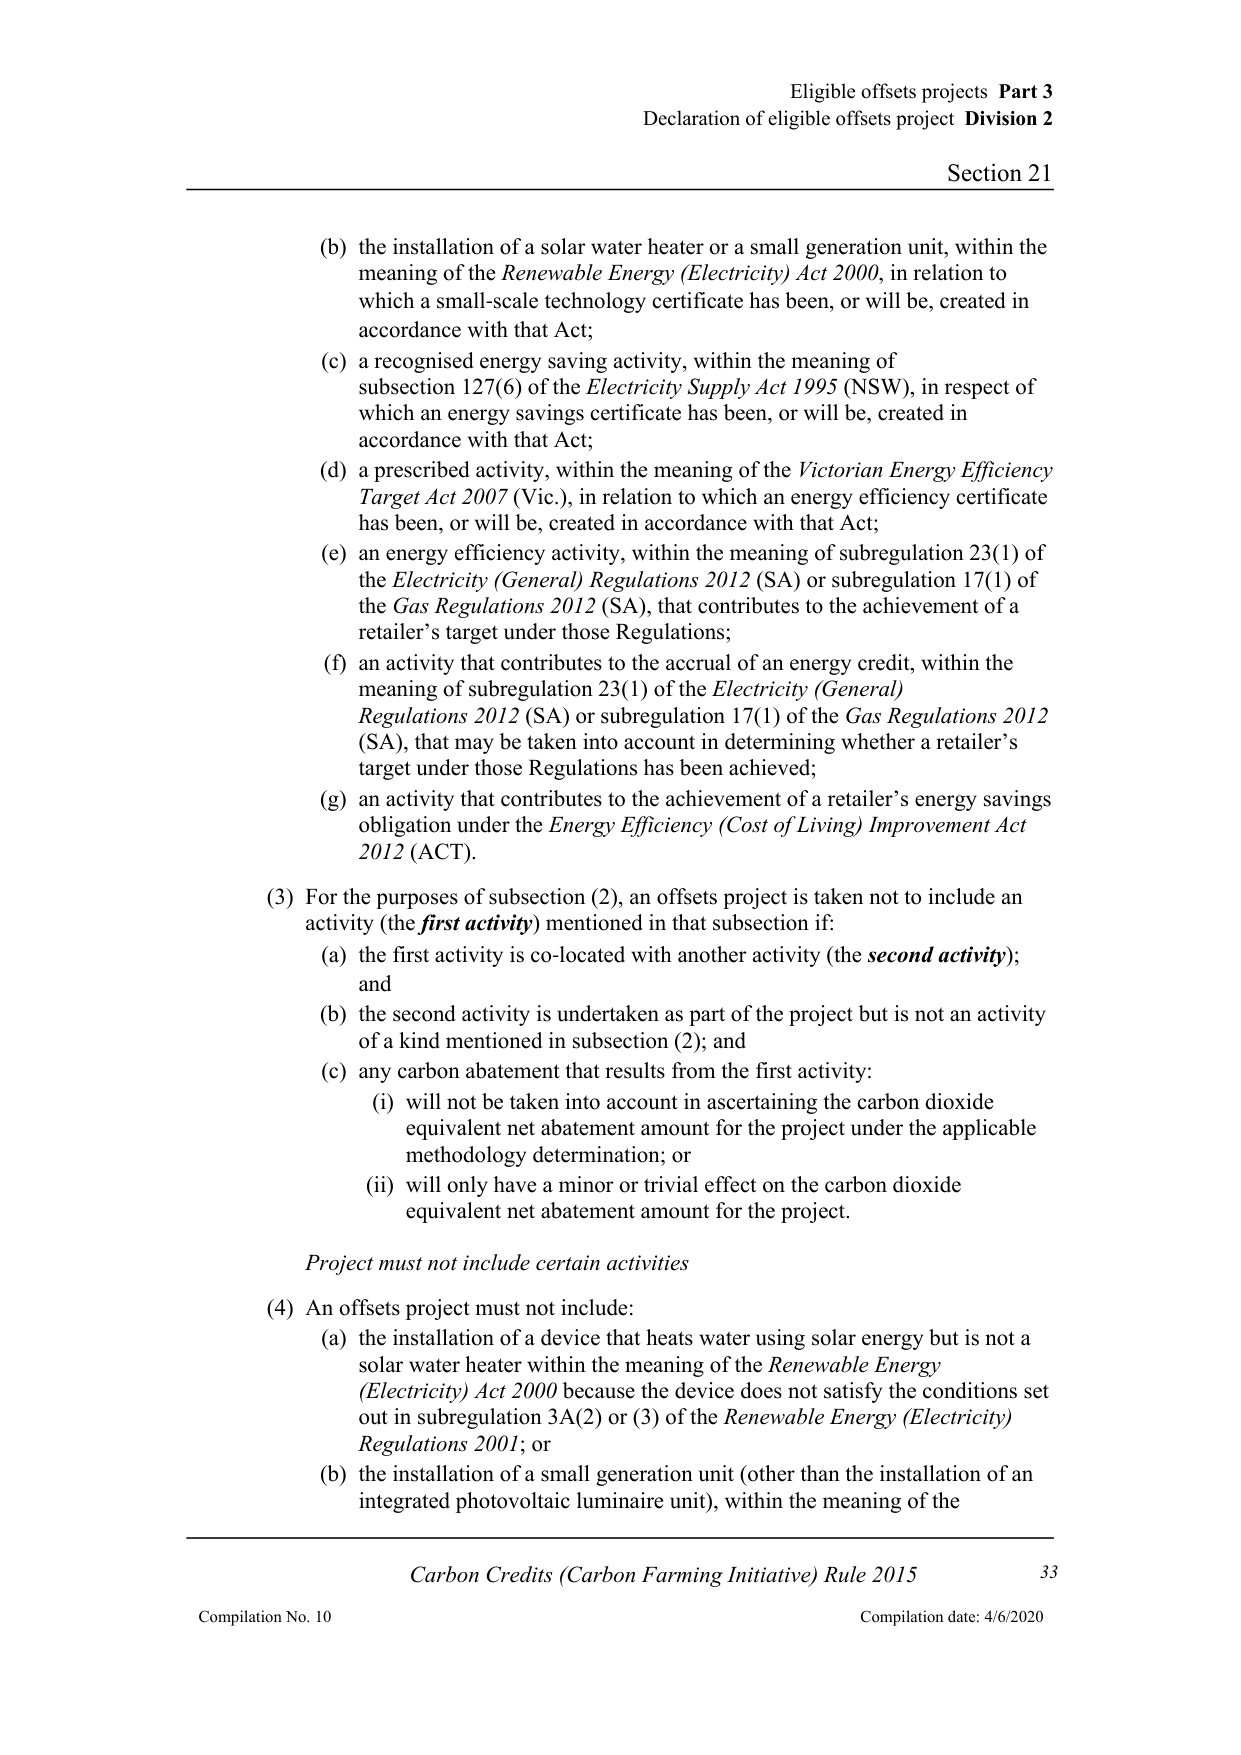 Eligible offsets projects Part 3
Declaration of eligible offsets project Division 2
Section 21
(b) the installation of a solar water heater or a small generation unit, within the
meaning of the Renewable Energy (Electricity) Act 2000, in relation to
which a small-scale technology certificate has been, or will be, created in
accordance with that Act;
(c) a recognised energy saving activity, within the meaning of
subsection 127(6) of the Electricity Supply Act 1995 (NSW), in respect of
which an energy savings certificate has been, or will be, created in
accordance with that Act;
(d) a prescribed activity, within the meaning of the Victorian Energy Efficiency
Target Act 2007 (Vic.), in relation to which an energy efficiency certificate
has been, or will be, created in accordance with that Act;
(e) an energy efficiency activity, within the meaning of subregulation 23(1) of
the Electricity (General) Regulations 2012 (SA) or subregulation 17(1) of
the Gas Regulations 2012 (SA), that contributes to the achievement of a
retailer’s target under those Regulations;
(f) an activity that contributes to the accrual of an energy credit, within the
meaning of subregulation 23(1) of the Electricity (General)
Regulations 2012 (SA) or subregulation 17(1) of the Gas Regulations 2012
(SA), that may be taken into account in determining whether a retailer’s
target under those Regulations has been achieved;
(g) an activity that contributes to the achievement of a retailer’s energy savings
obligation under the Energy Efficiency (Cost of Living) Improvement Act
2012 (ACT).
(3) For the purposes of subsection (2), an offsets project is taken not to include an
activity (the first activity) mentioned in that subsection if:
(a) the first activity is co-located with another activity (the second activity);
and
(b) the second activity is undertaken as part of the project but is not an activity
of a kind mentioned in subsection (2); and
(c) any carbon abatement that results from the first activity:
(i) will not be taken into account in ascertaining the carbon dioxide
equivalent net abatement amount for the project under the applicable
methodology determination; or
(ii) will only have a minor or trivial effect on the carbon dioxide
equivalent net abatement amount for the project.
Project must not include certain activities
(4) An offsets project must not include:
(a) the installation of a device that heats water using solar energy but is not a
solar water heater within the meaning of the Renewable Energy
(Electricity) Act 2000 because the device does not satisfy the conditions set
out in subregulation 3A(2) or (3) of the Renewable Energy (Electricity)
Regulations 2001; or
(b) the installation of a small generation unit (other than the installation of an
integrated photovoltaic luminaire unit), within the meaning of the
Carbon Credits (Carbon Farming Initiative) Rule 2015 33
Compilation No. 10 Compilation date: 4/6/2020